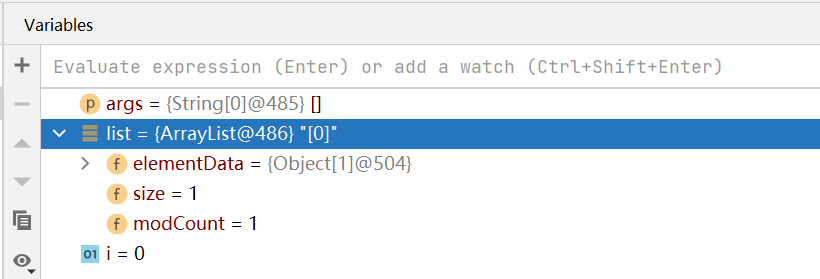 Variables
Evaluate expression (Enter) or add a watch (Ctrl+Shift+Enter)
p args = {String[0]@485} []
list = {ArrayList@486} "[0]"
f elementData = {Object[1]@504}
f size = 1
f modCount = 1
01 i = 0